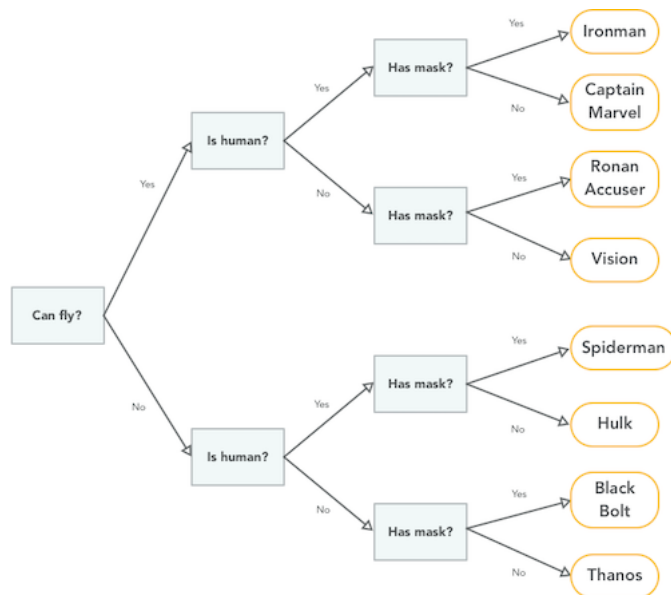 Yes
Ironman
Has mask?
Yes
No
Captain
Marvel
Is human?
Yes
No
Yes
Ronan
Accuser
Has mask?
No
Vision
Can fly?
Yes
Spiderman
Has mask?
No
Yes
No
Hulk
Is human?
No
Yes
Black
Bolt
Has mask?
No
Thanos